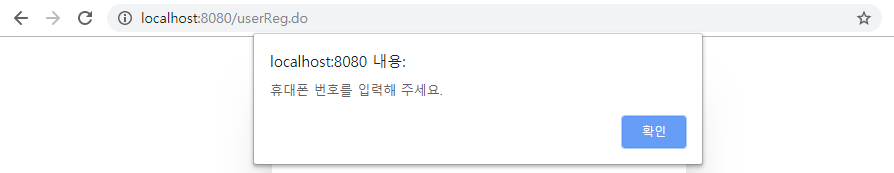 localhost:8080/userReg.do
localhost:8080 내용:
휴대폰 번호를 입력해 주세요.
확인